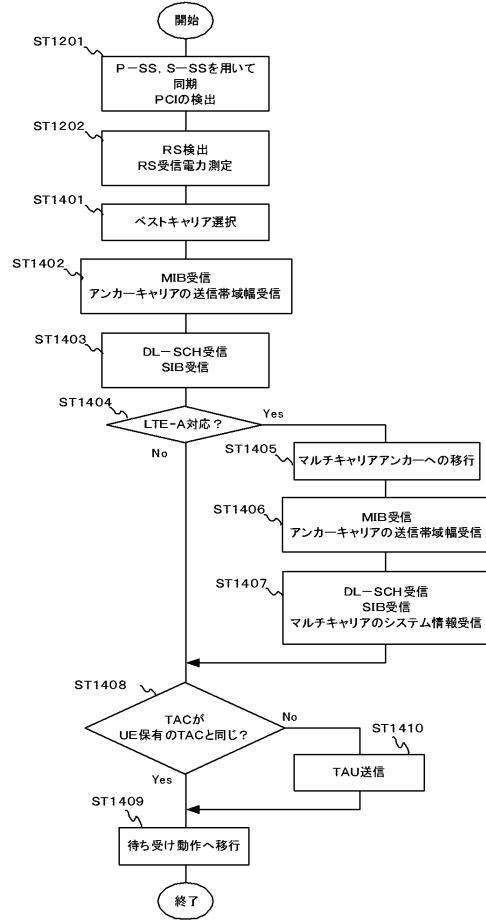 開始
ST1201
P-SS, S-SSを用いて
同期
PCIの検出
ST1202
RS検出
RS受信電力測定
ST1401
ベストキャリア選択
ST1402
MIB受信
アンカーキャリアの送信帯域幅受信
ST1403
DL-SCH受信
SIB受信
ST1404
LTE-A対応?
Yes
No
ST1405
マルチキャリアアンカーへの移行
ST1406
MIB受信
アンカーキャリアの送信帯域幅受信
ST1407
DL-SCH受信
SIB受信
マルチキャリアのシステム情報受信
ST1408
TACが
UE保有のTACと同じ?
No
Yes
ST1410
TAU送信
ST1409
待ち受け動作へ移行
終了